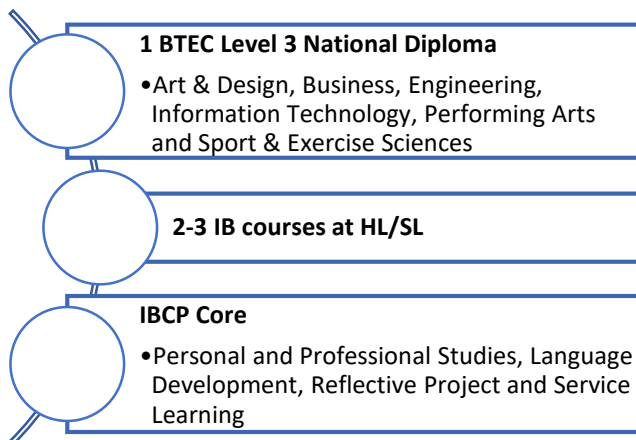 1 BTEC Level 3 National Diploma
•Art & Design, Business, Engineering,
Information Technology, Performing Arts
and Sport & Exercise Sciences
2-3 IB courses at HL/SL
IBCP Core
•Personal and Professional Studies, Language
Development, Reflective Project and Service
Learning